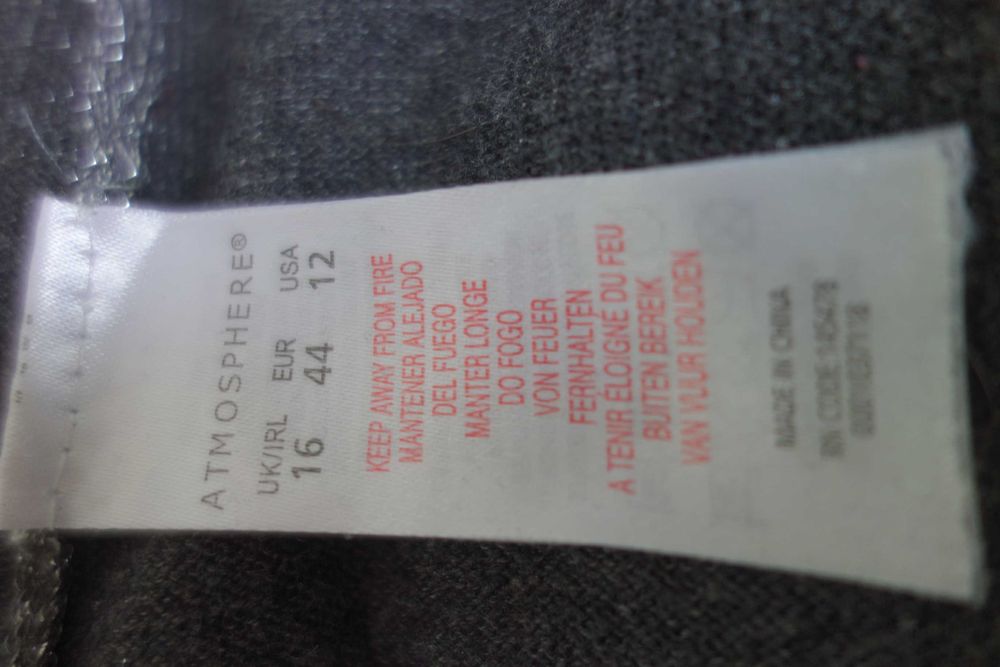 ATMOSPHERE®
UK/IRL EUR USA
16 44 12
KEEP AWAY FROM FIRE
MANTENER ALEJADO
DEL FUEGO
MANTER LONGE
DO FOGO
VON FEUER
FERNHALTEN
A TENIR ÉLOIGNE DU FEU
BUITEN BEREIK
VAN VUUR HOUDEN
MADE IN CHINA
CODE: